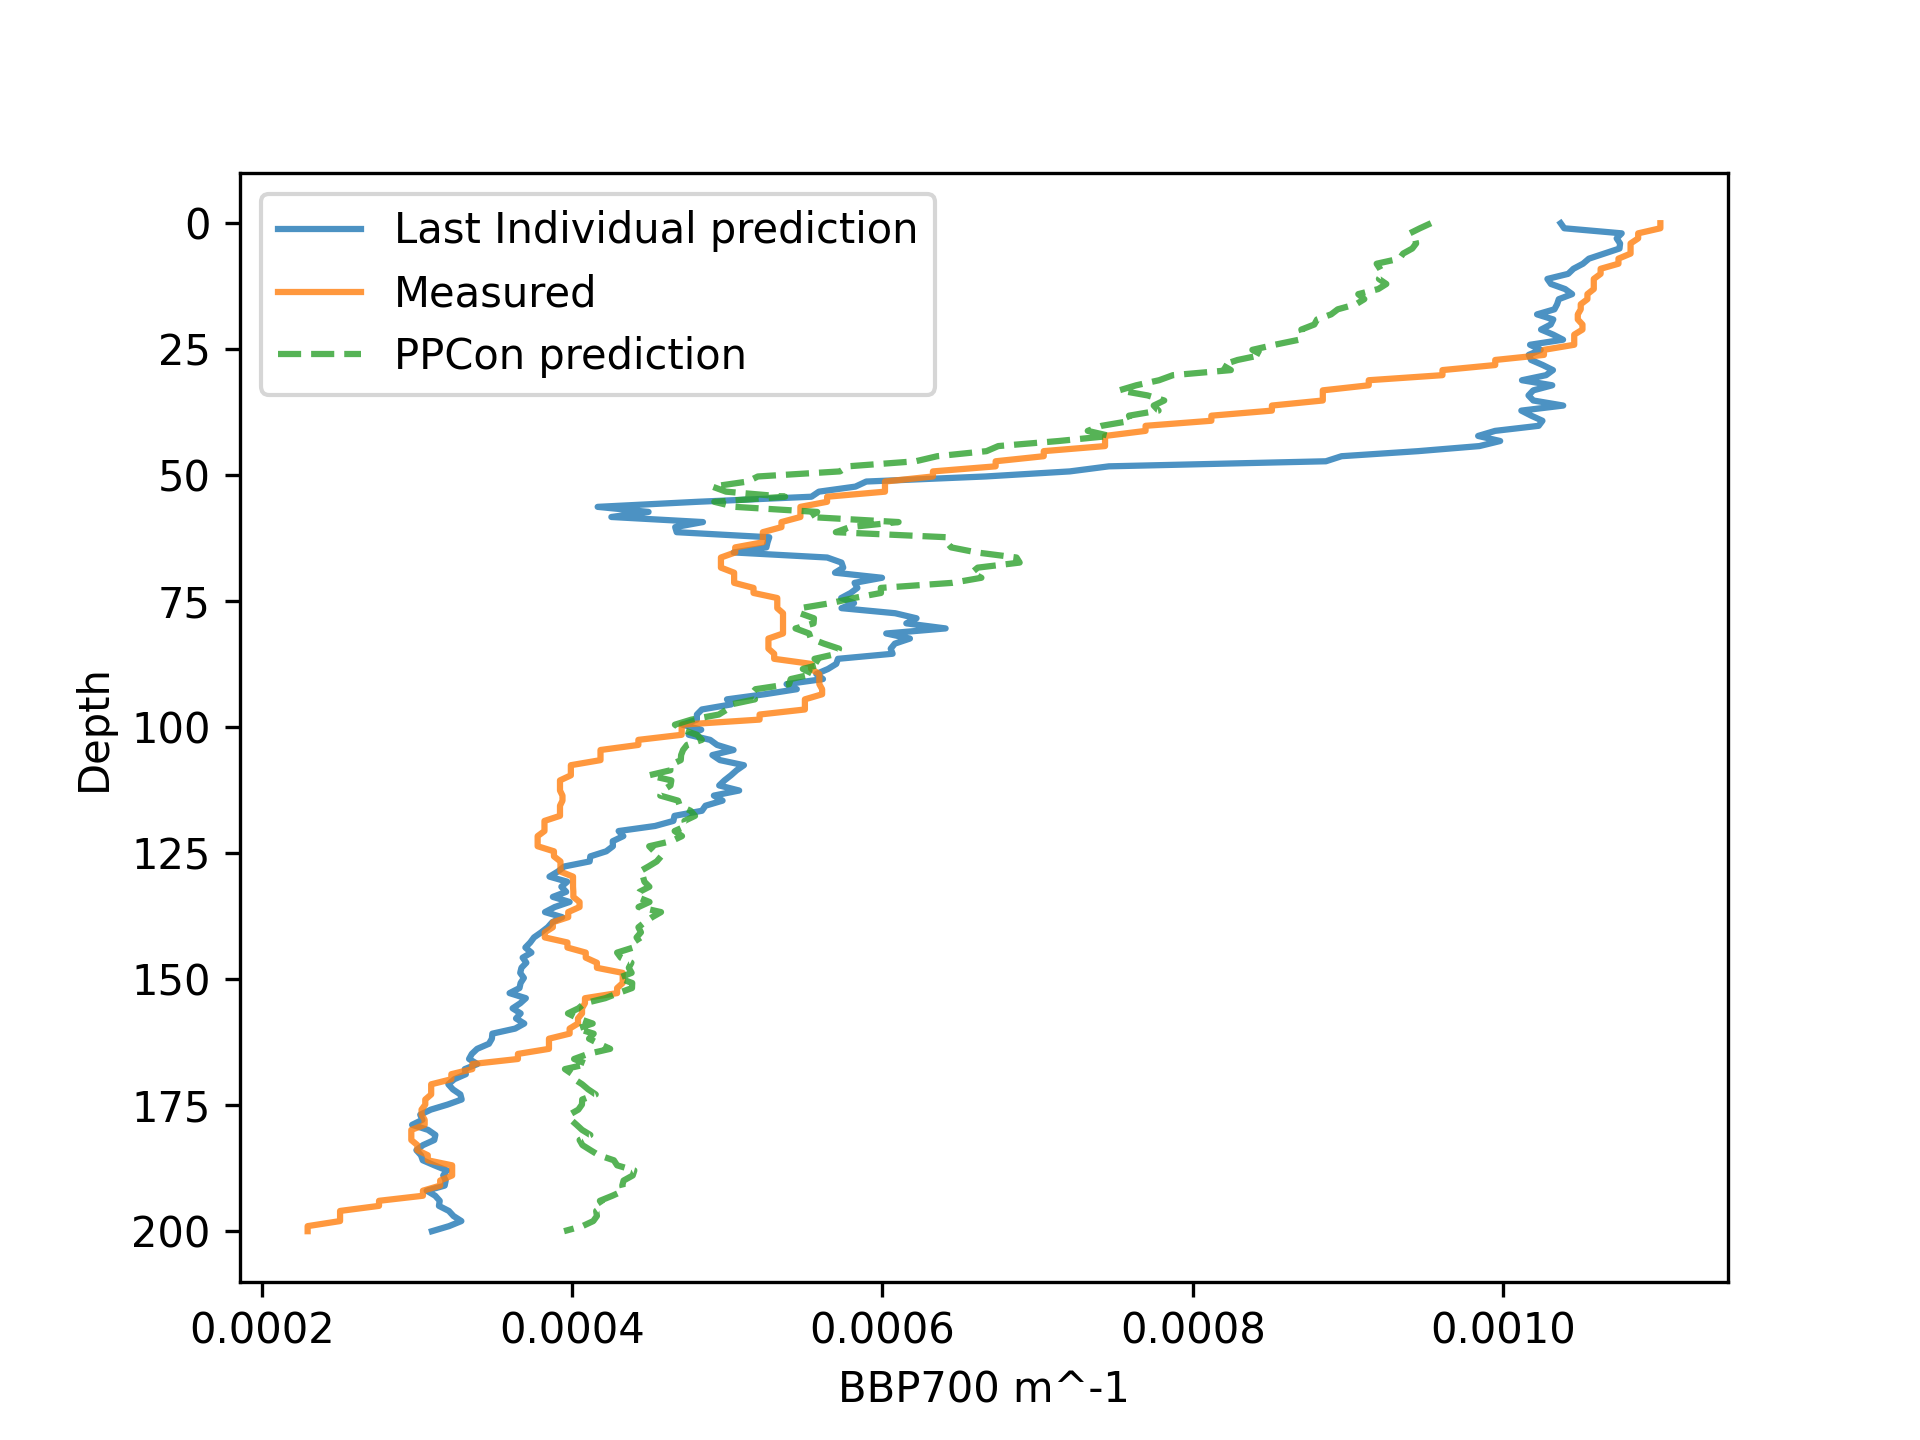 Last Individual prediction
Measured
PPCon prediction
0
25
50
75
100
125
150
175
200
Depth
0.0002 0.0004 0.0006 0.0008 0.0010
BBP700 m^-1